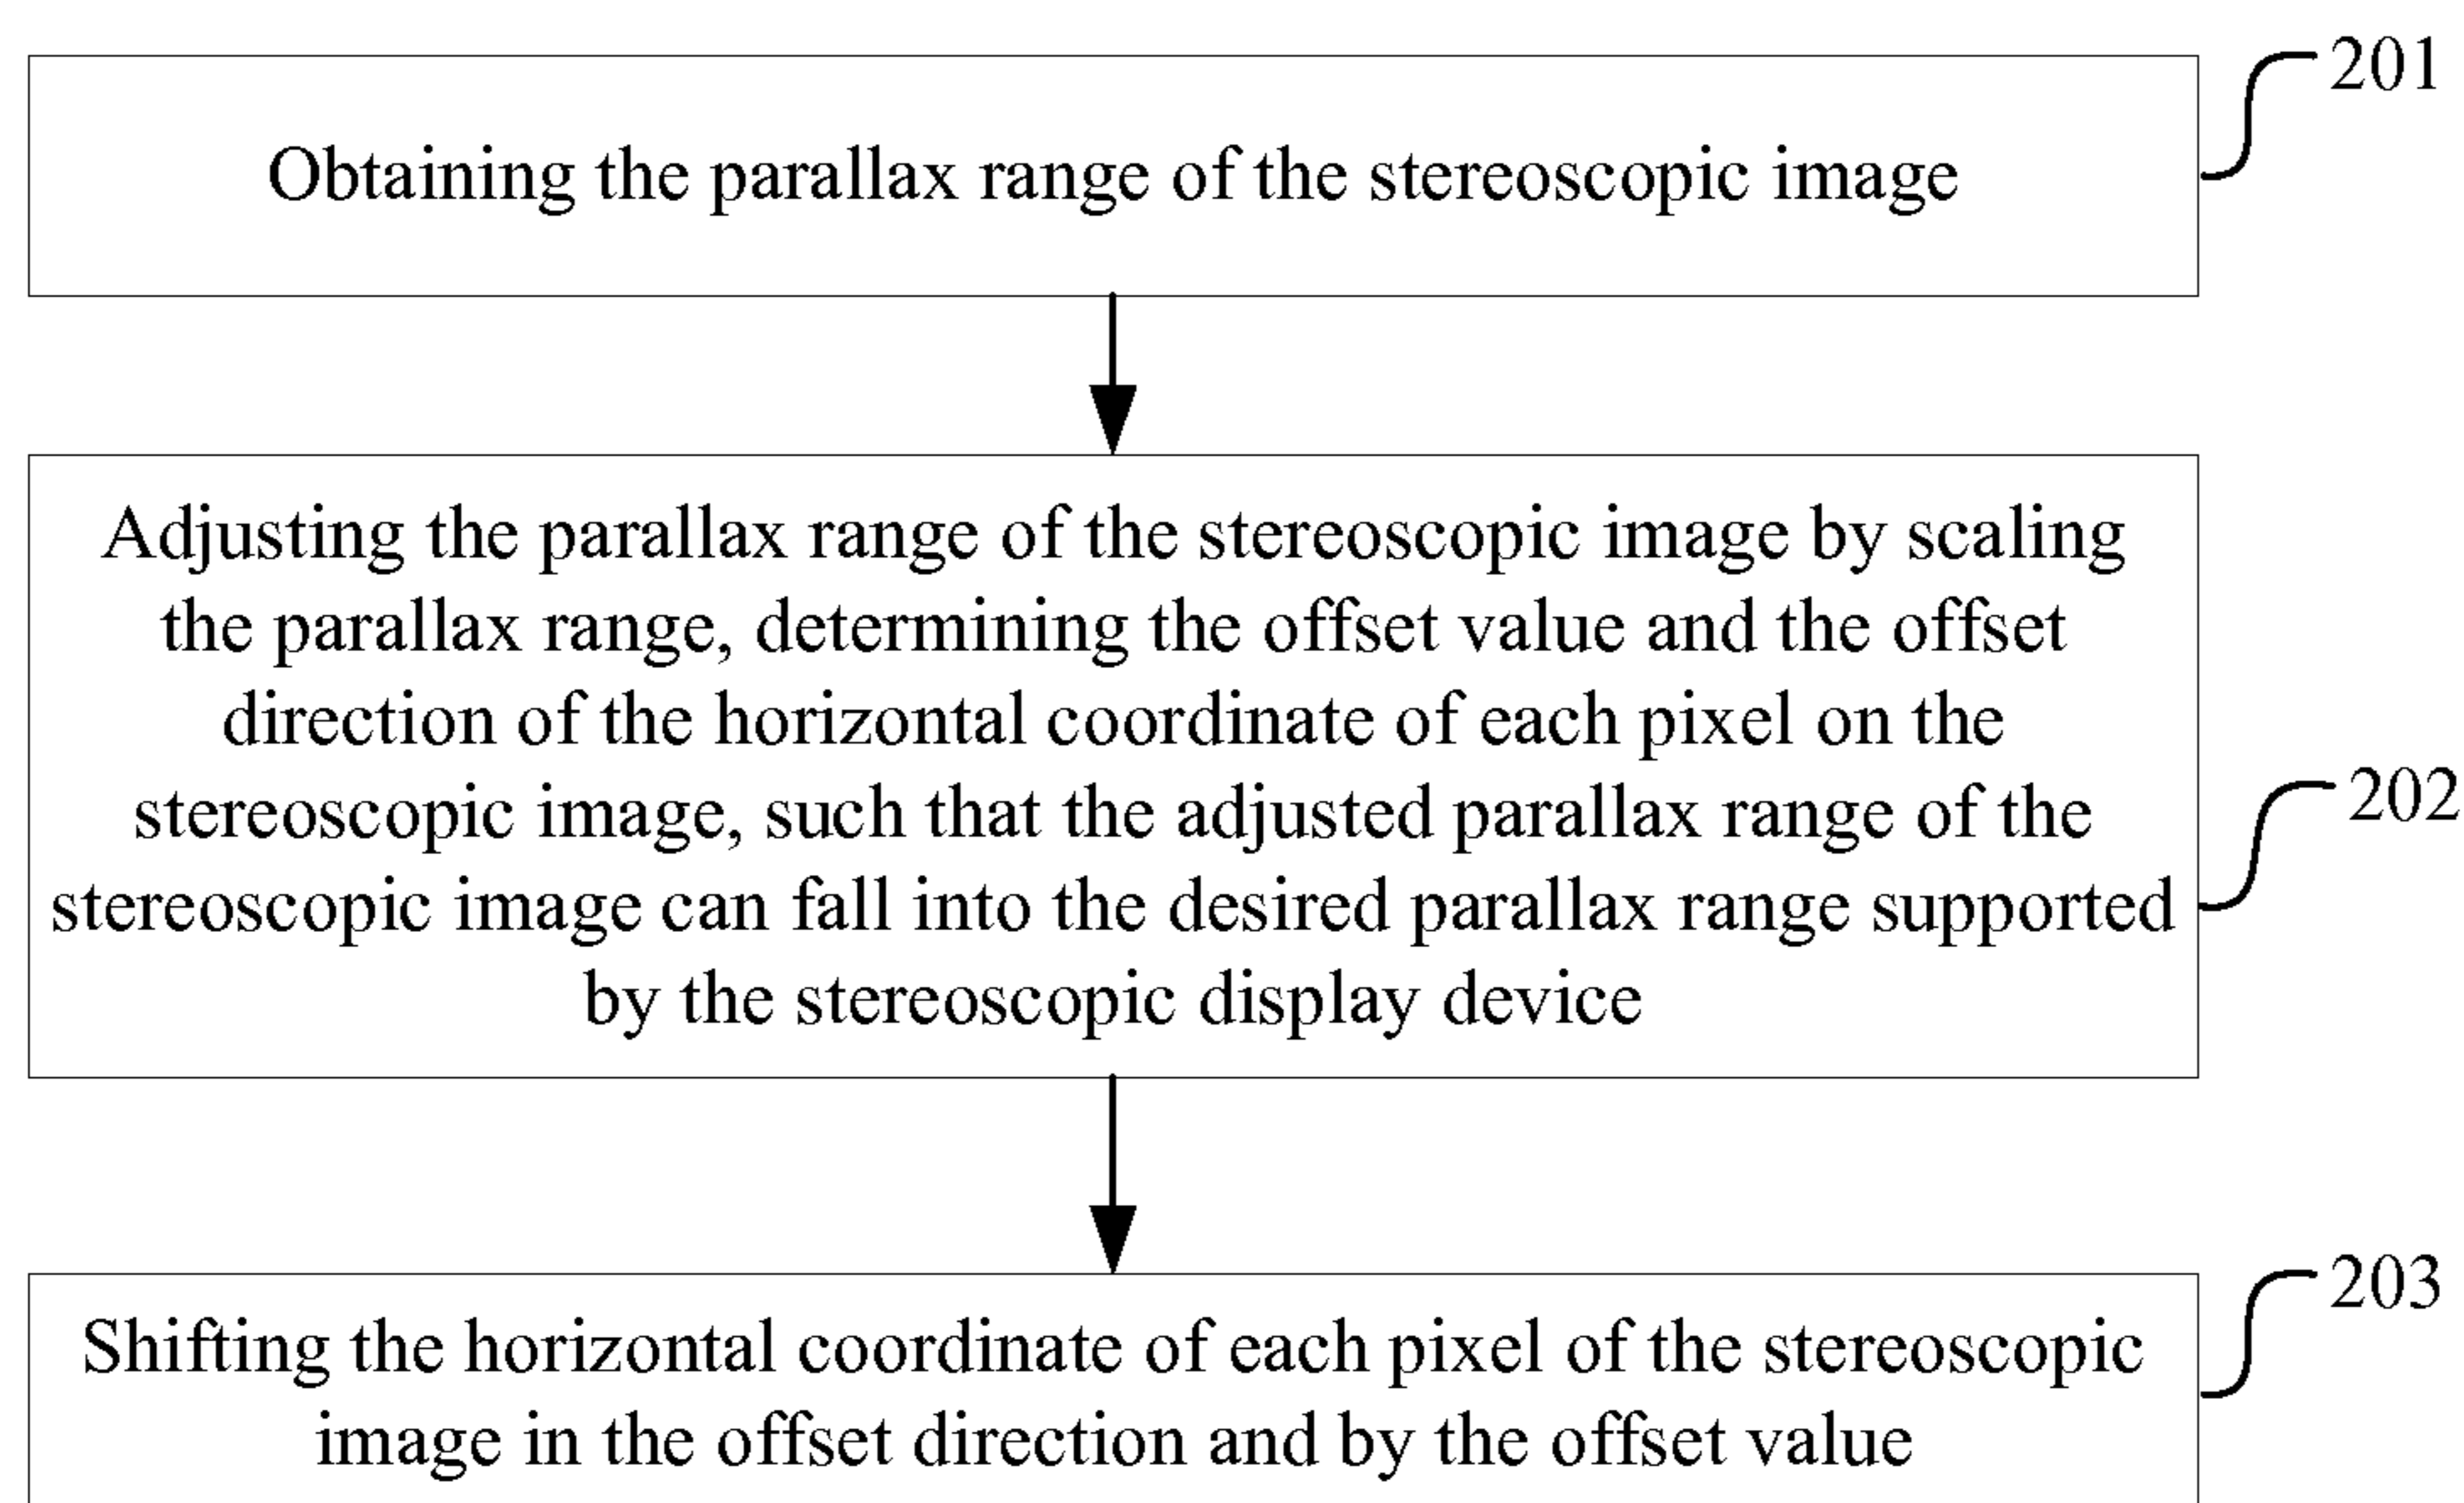 201
Obtaining the parallax range of the stereoscopic image
Adjusting the parallax range of the stereoscopic image by scaling
the parallax range, determining the offset value and the offset
direction of the horizontal coordinate of each pixel on the
stereoscopic image, such that the adjusted parallax range of the
stereoscopic image can fall into the desired parallax range supported
by the stereoscopic display device
202
203
Shifting the horizontal coordinate of each pixel of the stereoscopic
image in the offset direction and by the offset value